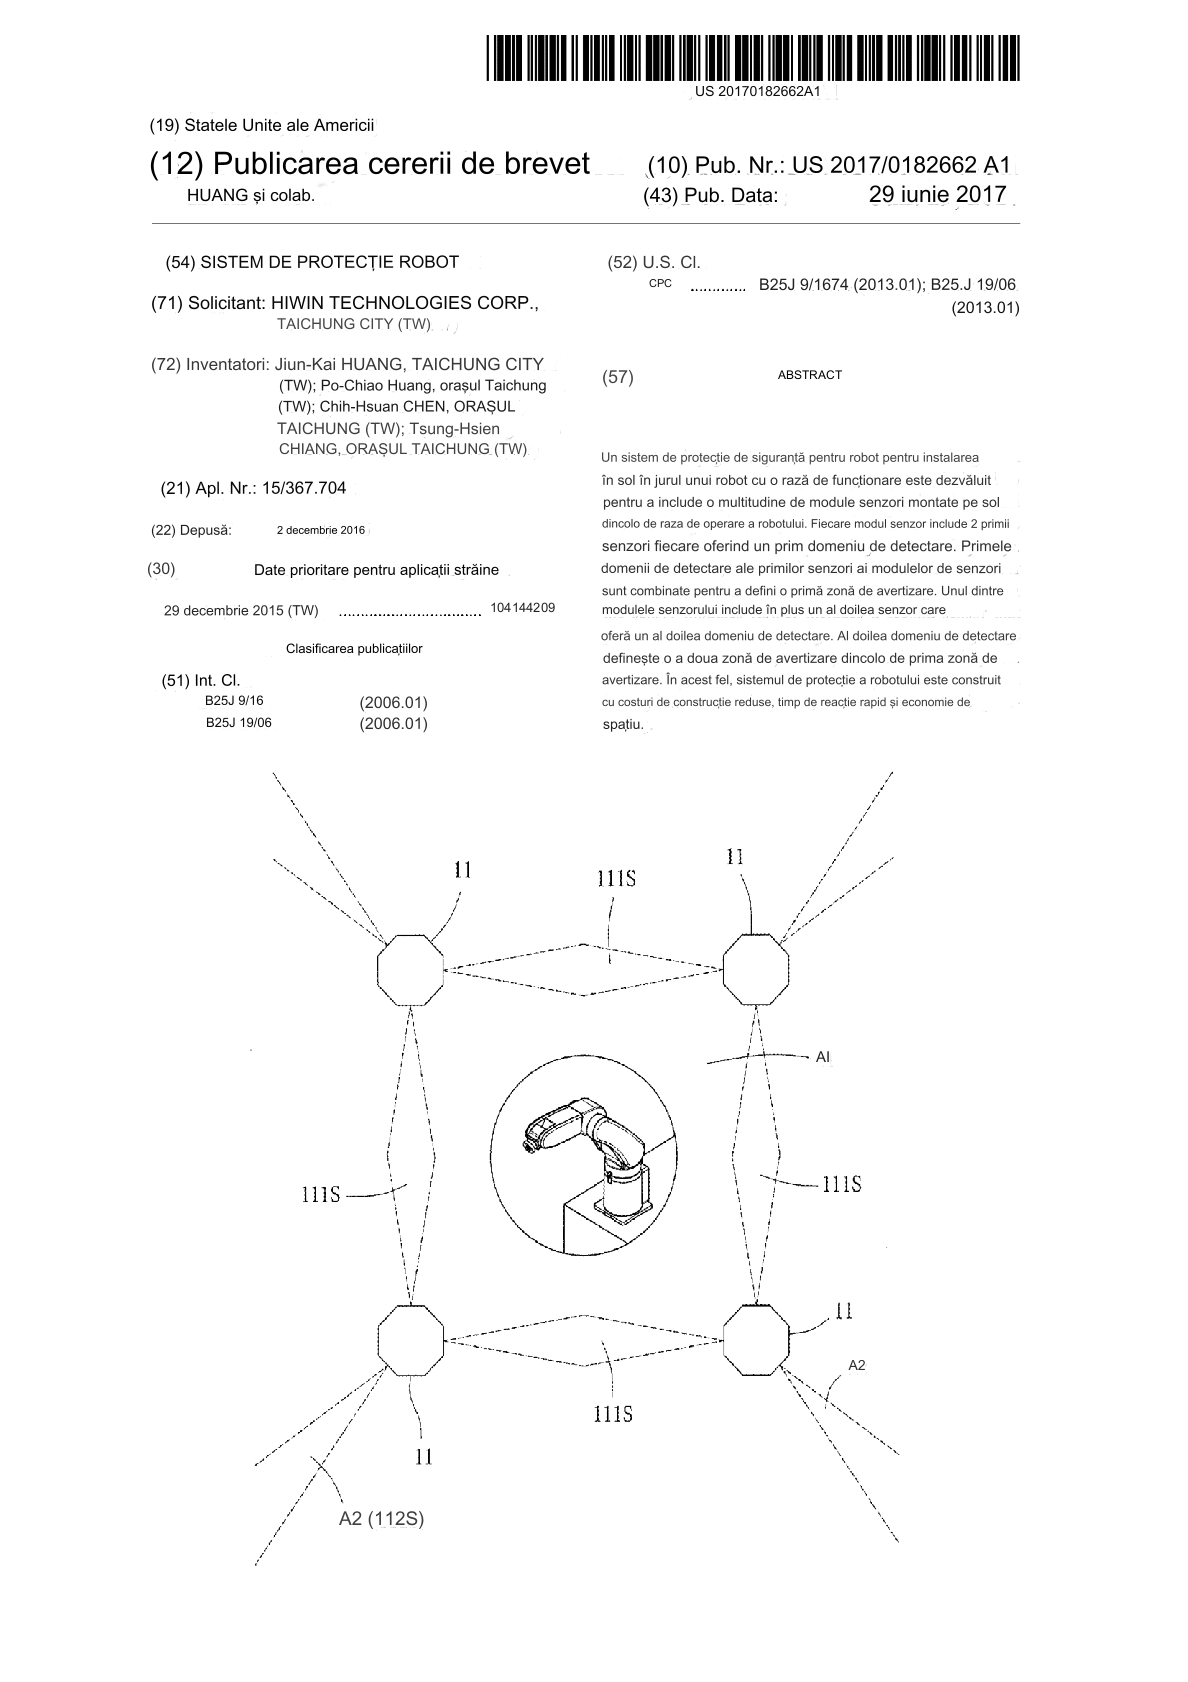 US 20170182662A1
(19) Statele Unite ale Americii
(12) Publicarea cererii de brevet
HUANG și colab.
(10) Pub. Nr.: US 2017/0182662 A1
(43) Pub. Data: 29 iunie 2017
(54) SISTEM DE PROTECȚIE ROBOT
(71) Solicitant: HIWIN TECHNOLOGIES CORP.,
TAICHUNG CITY (TW)
(72) Inventatori: Jiun-Kai HUANG, TAICHUNG CITY
(TW); Po-Chiao Huang, orașul Taichung
(TW); Chih-Hsuan CHEN, ORAȘUL
TAICHUNG (TW); Tsung-Hsien
CHIANG, ORAȘUL TAICHUNG (TW)
(21) Apl. Nr.: 15/367.704
(22) Depusă: 2 decembrie 2016
(30) Date prioritare pentru aplicații străine
29 decembrie 2015 (TW) ................................. 104144209
Clasificarea publicațiilor
(51) Int. Cl.
B25J 9/16 (2006.01)
B25J 19/06 (2006.01)
(52) U.S. Cl.
CPC ............. B25J 9/1674 (2013.01); B25.J 19/06
(2013.01)
(57) ABSTRACT
Un sistem de protecție de siguranță pentru robot pentru instalarea
în sol în jurul unui robot cu o rază de funcționare este dezvăluit
pentru a include o multitudine de module senzori montate pe sol
dincolo de raza de operare a robotului. Fiecare modul senzor include 2 primii
senzori fiecare oferind un prim domeniu de detectare. Primele
domenii de detectare ale primilor senzori ai modulelor de senzori
sunt combinate pentru a defini o primă zonă de avertizare. Unul dintre
modulele senzorului include în plus un al doilea senzor care
oferă un al doilea domeniu de detectare. Al doilea domeniu de detectare
definește o a doua zonă de avertizare dincolo de prima zonă de
avertizare. În acest fel, sistemul de protecție a robotului este construit
cu costuri de construcție reduse, timp de reacție rapid și economie de
spațiu.
11
111S
11
AI
111S
111S
11
A2
111S
11
A2 (112S)